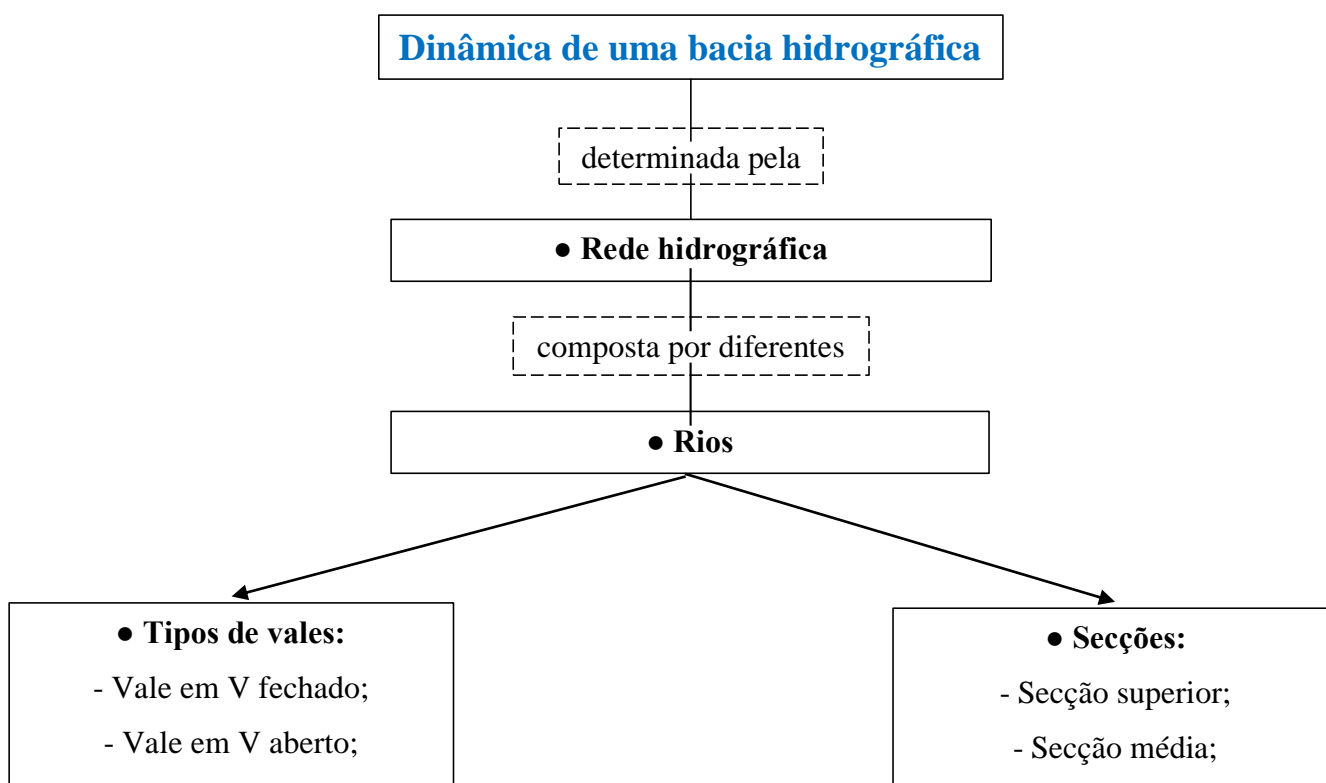 Dinâmica de uma bacia hidrográfica
determinada pela
● Rede hidrográfica
composta por diferentes
● Rios
● Tipos de vales:
- Vale em V fechado;
- Vale em V aberto;
● Secções:
- Secção superior;
- Secção média;